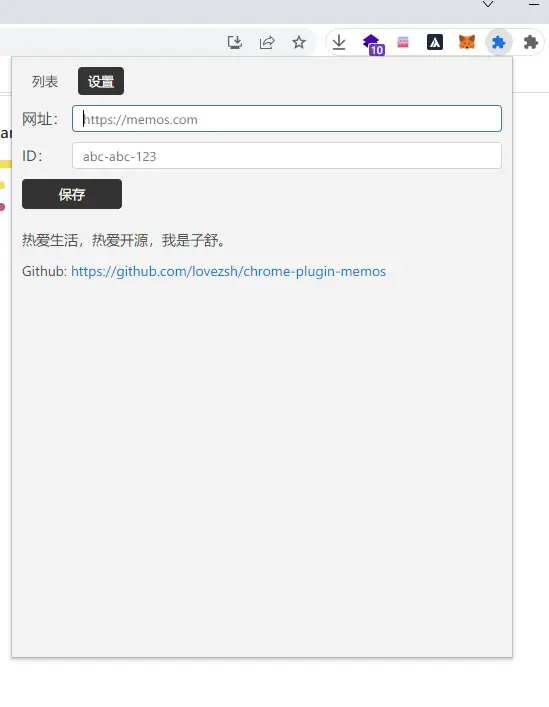 10
列表 设置
网址： https://memos.com
ID： abc-abc-123
保存
热爱生活，热爱开源，我是子舒。
Github: https://github.com/lovezsh/chrome-plugin-memos